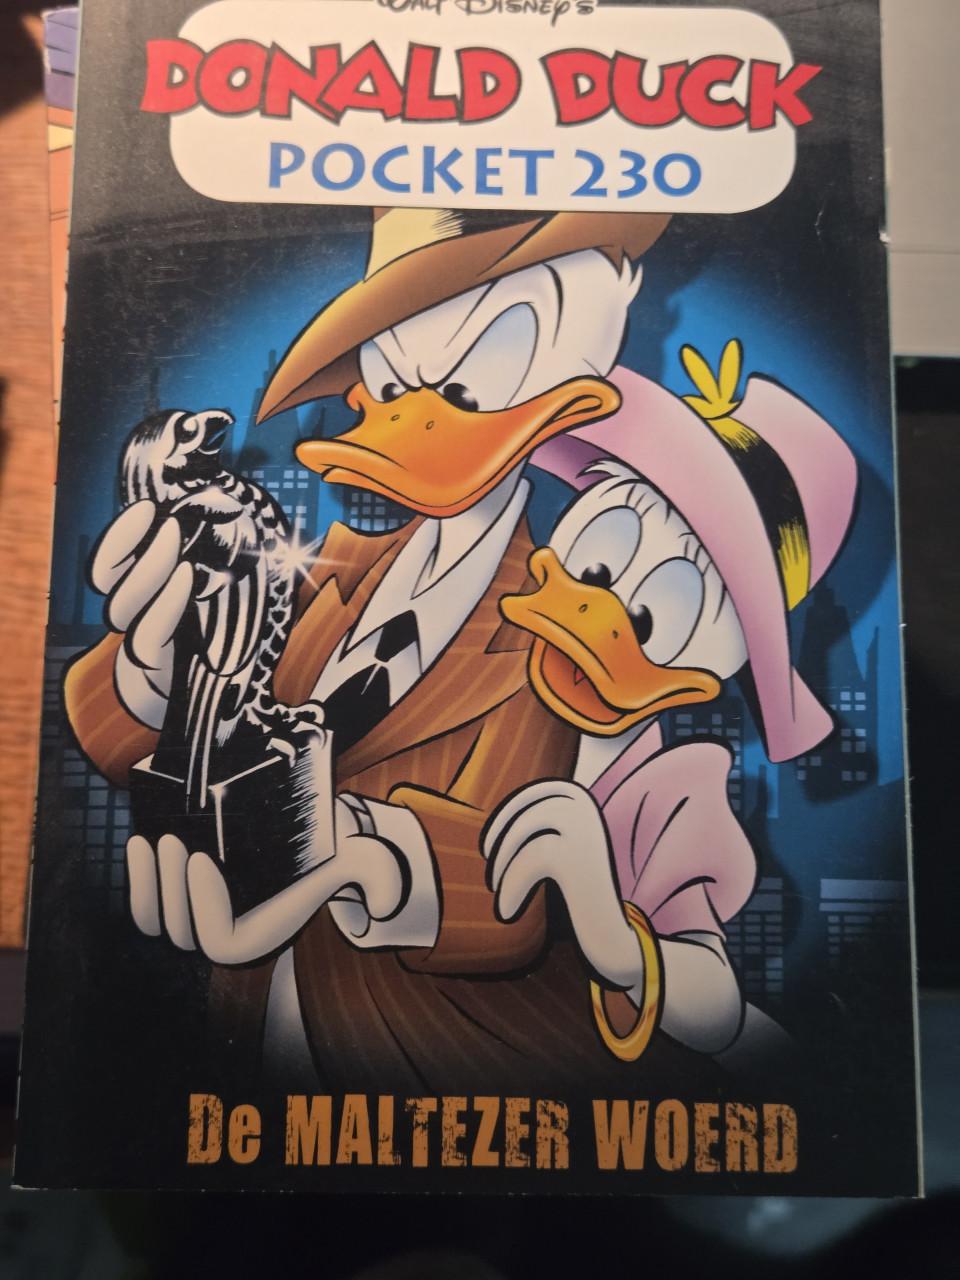 WALT DISNEY'S
DONALD DUCK
POCKET 230
De MALTEZER WOERD